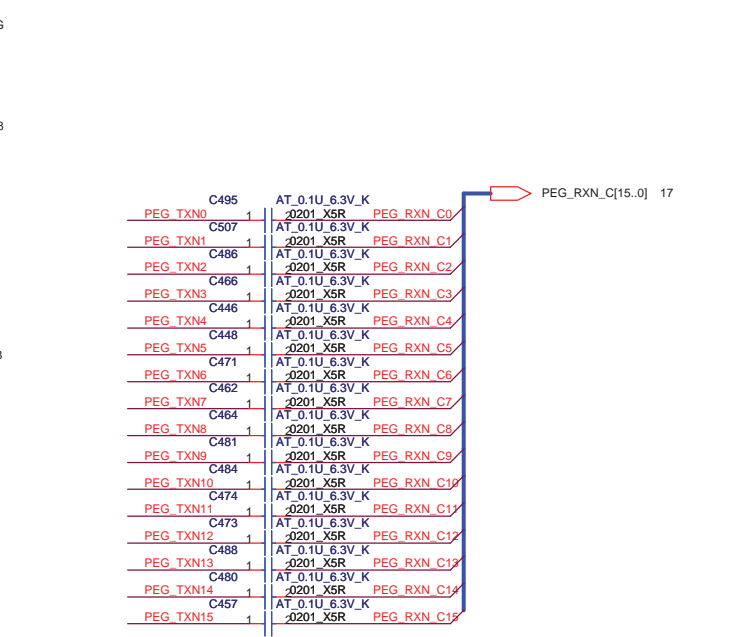 G
B
PEG_RXN_C[15..0] 17
C495 AT_0.1U_6.3V_K
PEG_TXN0 1 2 0201_X5R PEG_RXN_C0
C507 AT_0.1U_6.3V_K
PEG_TXN1 1 2 0201_X5R PEG_RXN_C1
C486 AT_0.1U_6.3V_K
PEG_TXN2 1 2 0201_X5R PEG_RXN_C2
C466 AT_0.1U_6.3V_K
PEG_TXN3 1 2 0201_X5R PEG_RXN_C3
C446 AT_0.1U_6.3V_K
PEG_TXN4 1 2 0201_X5R PEG_RXN_C4
C448 AT_0.1U_6.3V_K
PEG_TXN5 1 2 0201_X5R PEG_RXN_C5
C471 AT_0.1U_6.3V_K
PEG_TXN6 1 2 0201_X5R PEG_RXN_C6
C462 AT_0.1U_6.3V_K
PEG_TXN7 1 2 0201_X5R PEG_RXN_C7
C464 AT_0.1U_6.3V_K
PEG_TXN8 1 2 0201_X5R PEG_RXN_C8
C481 AT_0.1U_6.3V_K
PEG_TXN9 1 2 0201_X5R PEG_RXN_C9
C484 AT_0.1U_6.3V_K
PEG_TXN10 1 2 0201_X5R PEG_RXN_C10
C474 AT_0.1U_6.3V_K
PEG_TXN11 1 2 0201_X5R PEG_RXN_C11
C473 AT_0.1U_6.3V_K
PEG_TXN12 1 2 0201_X5R PEG_RXN_C12
C488 AT_0.1U_6.3V_K
PEG_TXN13 1 2 0201_X5R PEG_RXN_C13
C480 AT_0.1U_6.3V_K
PEG_TXN14 1 2 0201_X5R PEG_RXN_C14
C457 AT_0.1U_6.3V_K
PEG_TXN15 1 2 0201_X5R PEG_RXN_C15